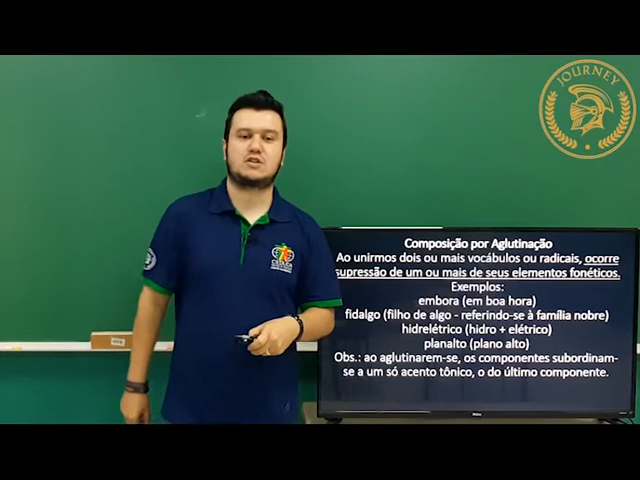 JOURNEY
Composição por Aglutinação
Ao unirmos dois ou mais vocábulos ou radicais, ocorre
supressão de um ou mais de seus elementos fonéticos.
Exemplos:
embora (em boa hora)
fidalgo (filho de algo - referindo-se à família nobre)
hidrelétrico (hidro + elétrico)
planalto (plano alto)
Obs.: ao aglutinarem-se, os componentes subordinam-
se a um só acento tônico, o do último componente.